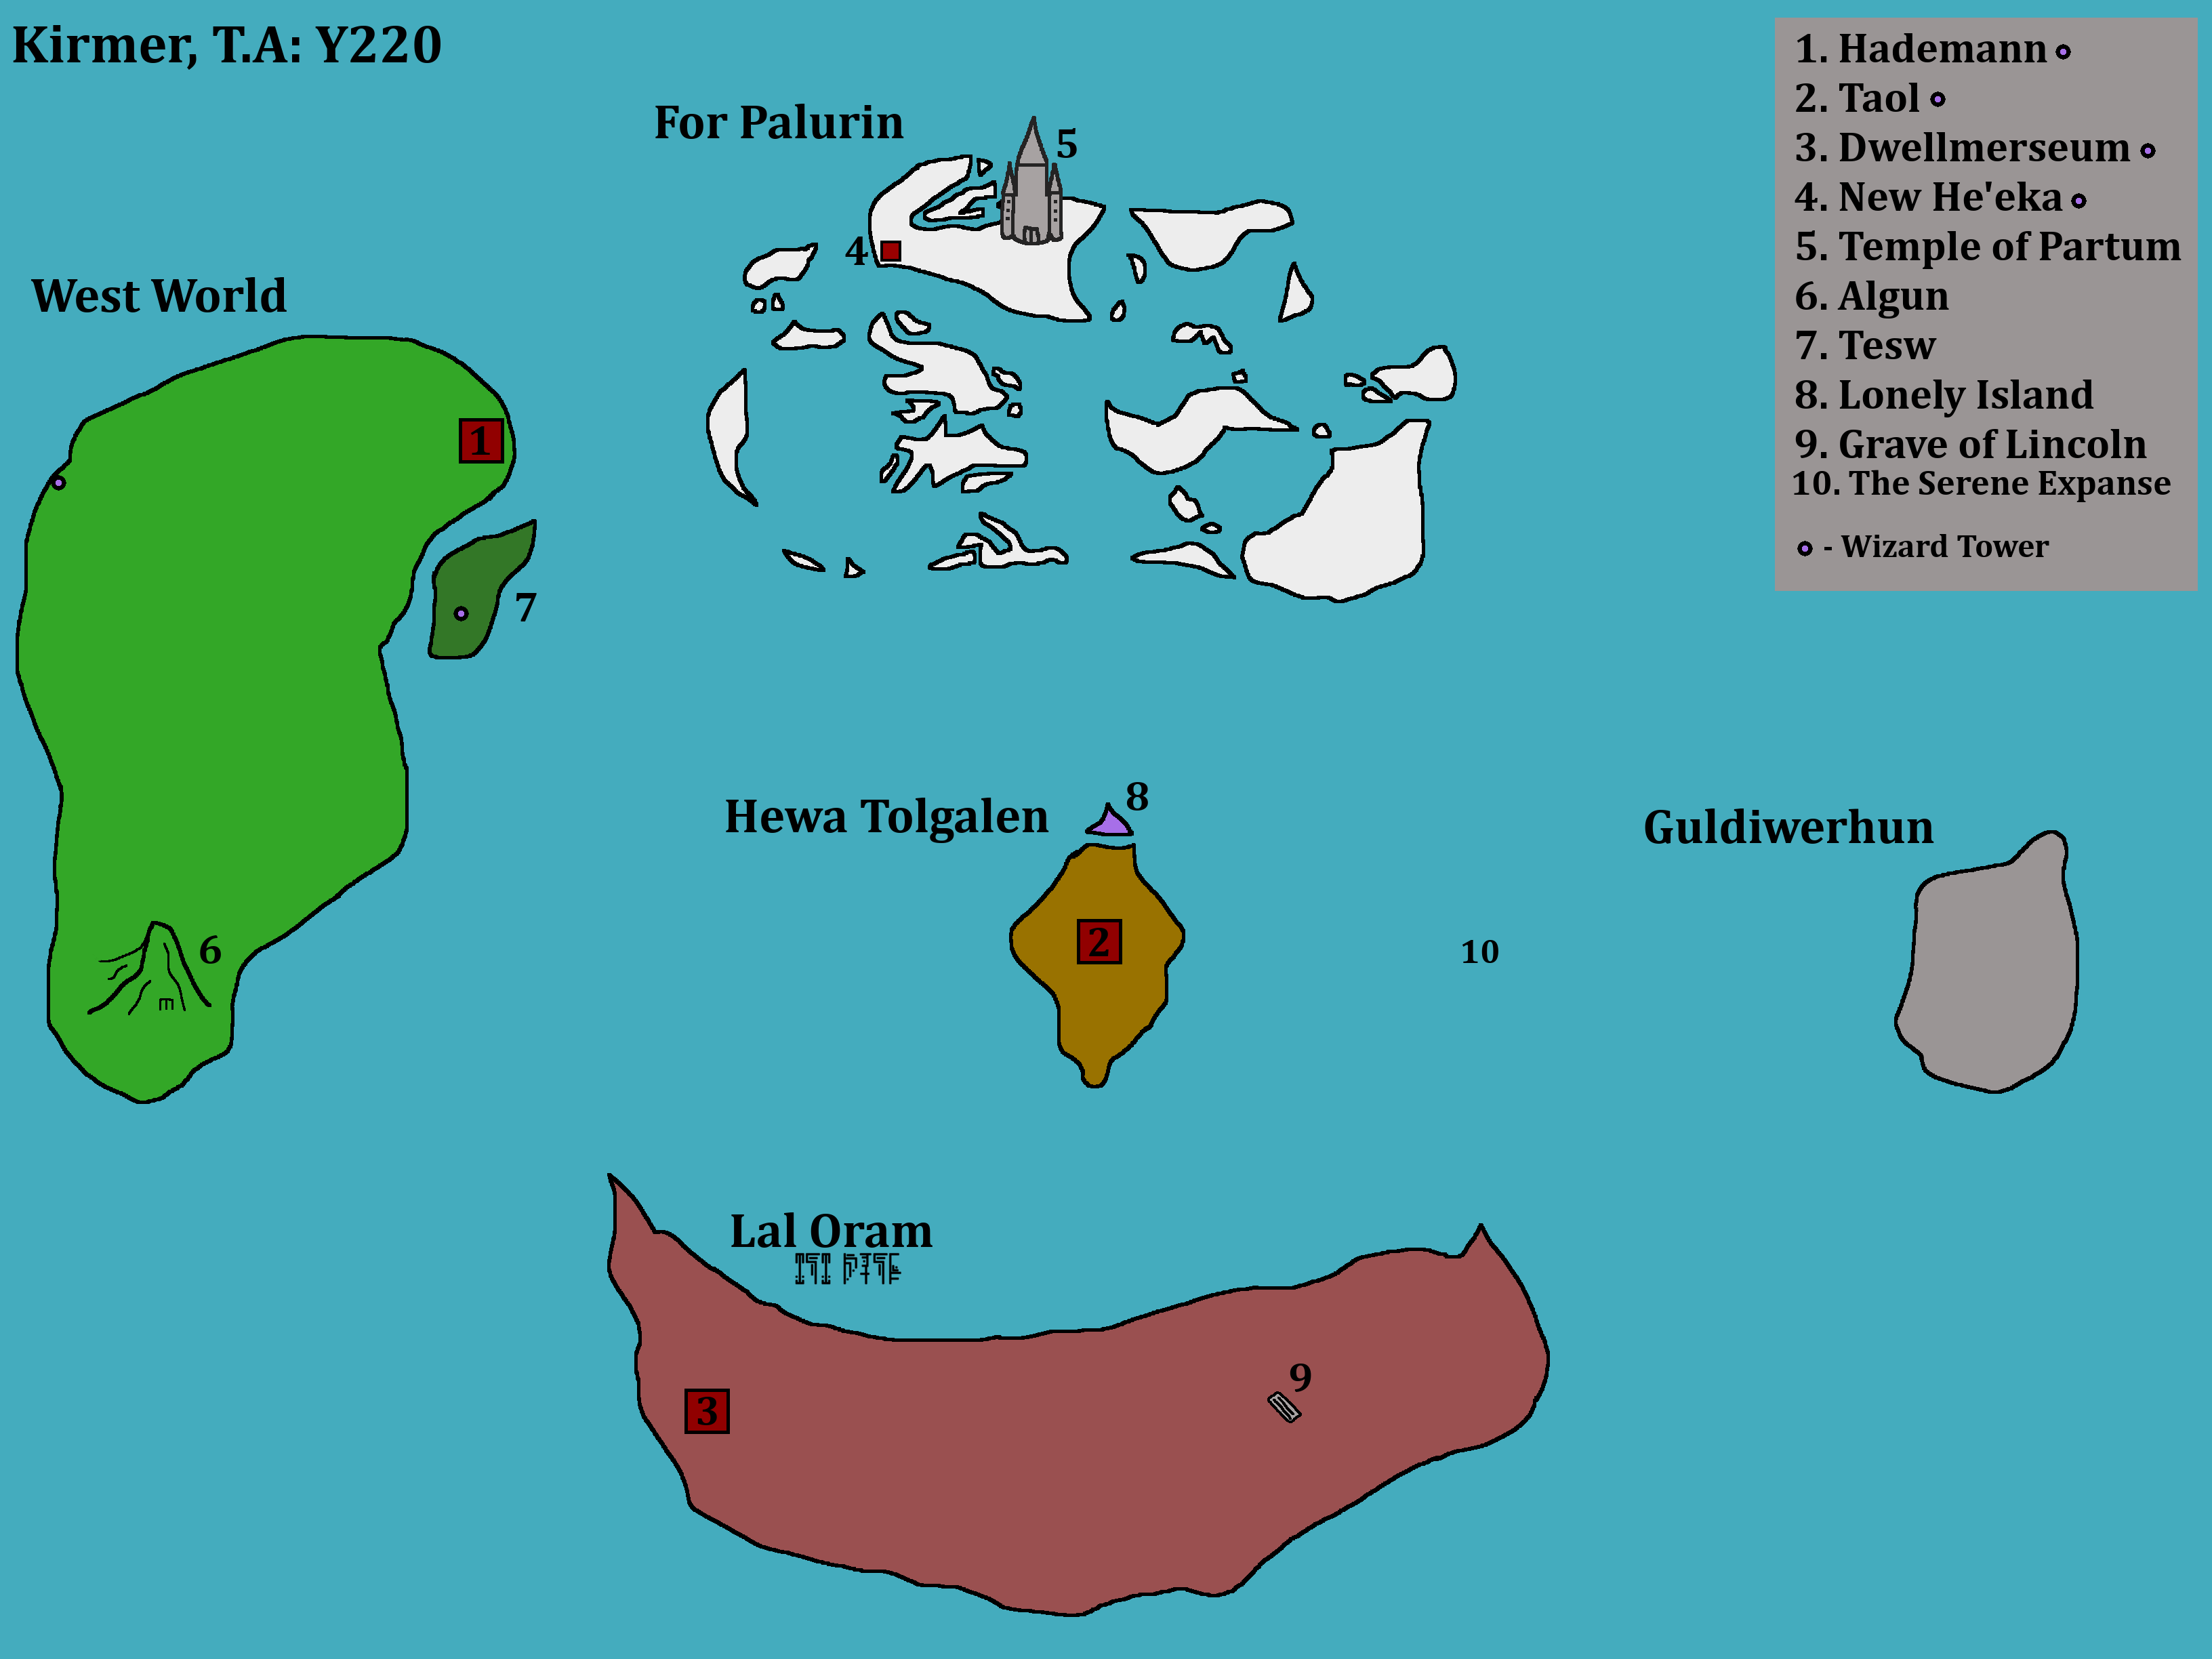 Kirmer, T.A: Y220
For Palurin
5
4
West World
1
7
6
Hewa Tolgalen
8
2
10
Guldiwerhun
Lal Oram
9
3
1. Hademann
2. Taol
3. Dwellmerseum
4. New He'eka
5. Temple of Partum
6. Algun
7. Tesw
8. Lonely Island
9. Grave of Lincoln
10. The Serene Expanse
- Wizard Tower